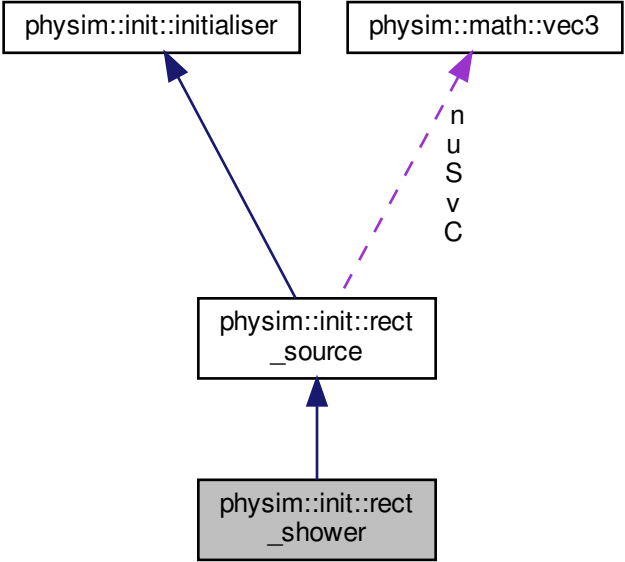 physim::init::initialiser
physim::math::vec3
n
u
S
v
C
physim::init::rect
_source
physim::init::rect
_shower